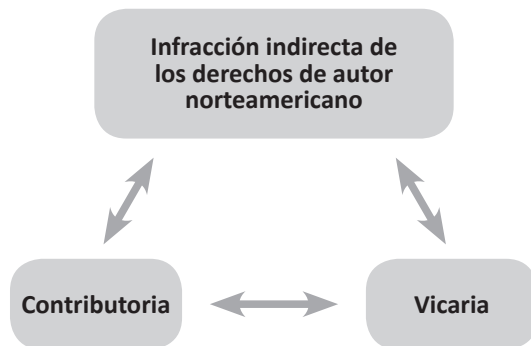 Infracción indirecta de
los derechos de autor
norteamericano
Contributoria
Vicaria